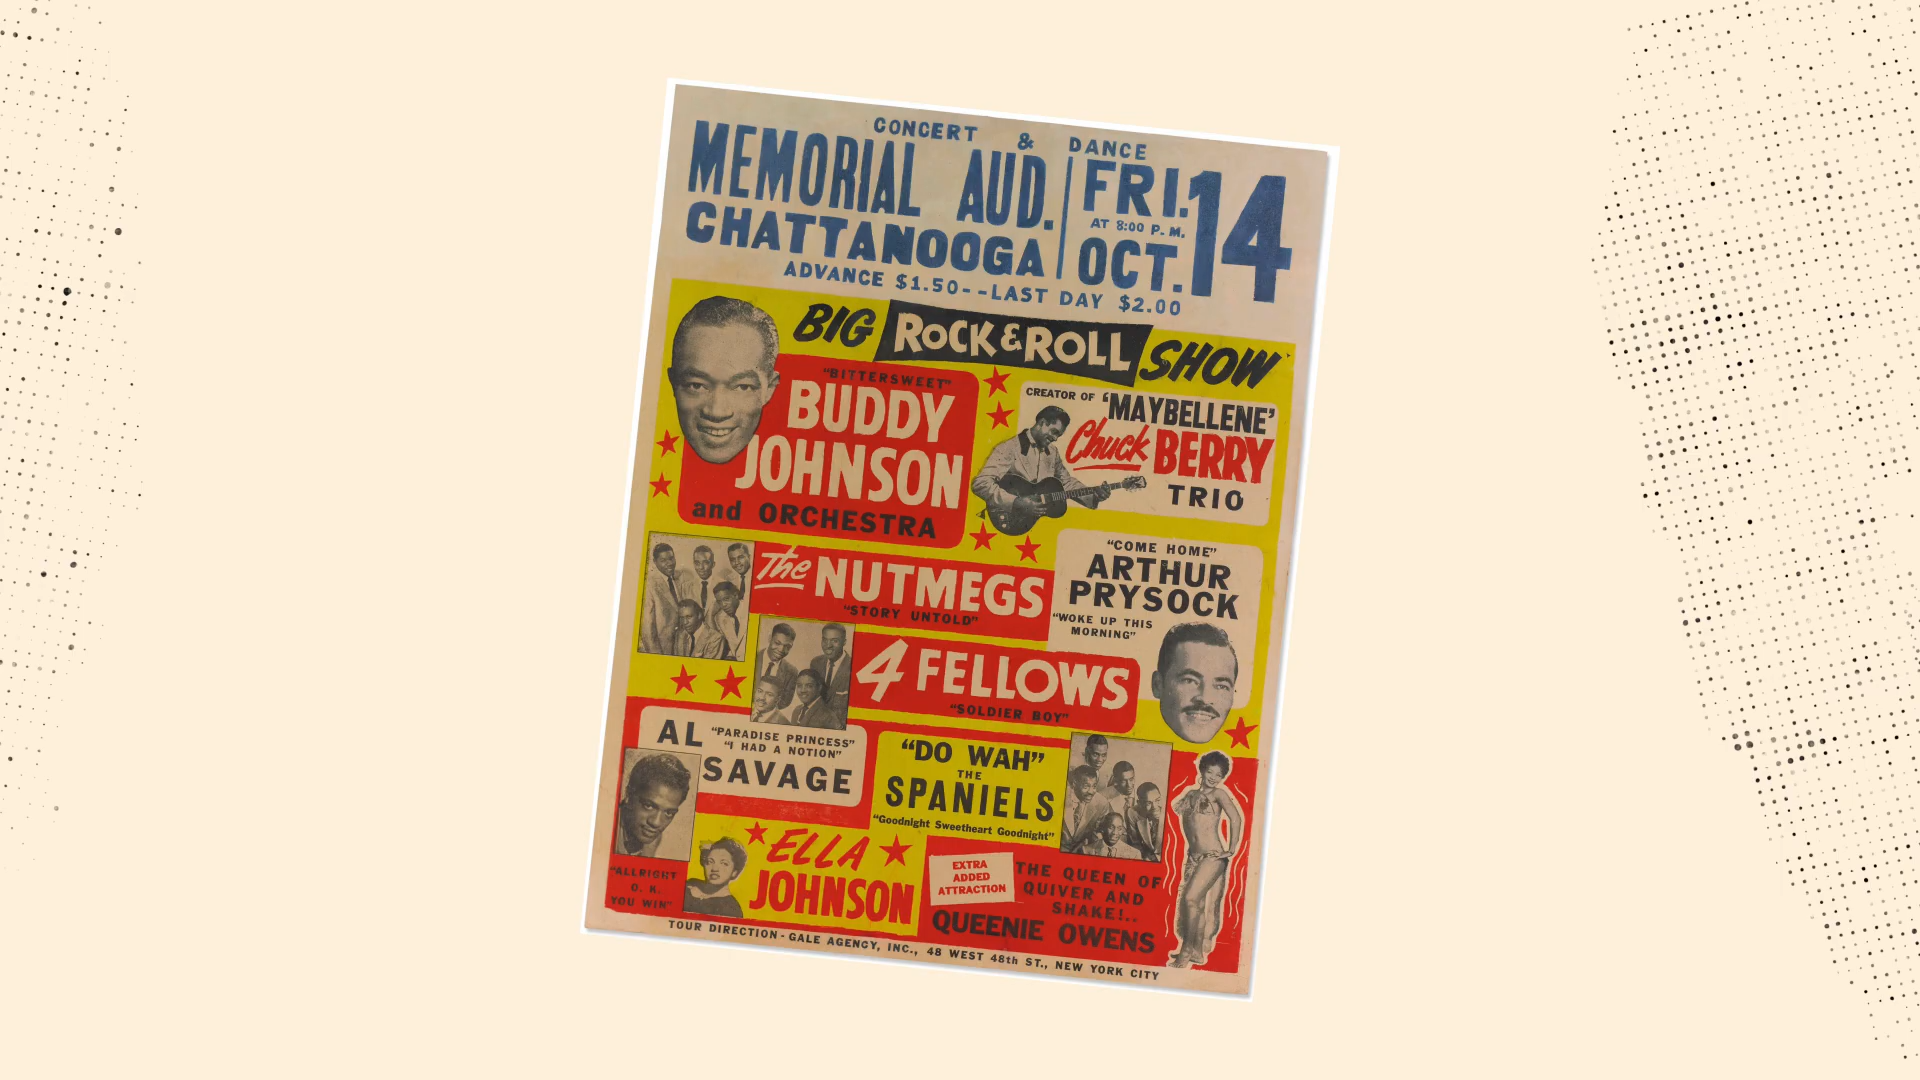 CONCERT & DANCE
MEMORIAL AUD.
CHATTANOOGA
FRI.
AT 8:00 P. M.
OCT.
14
ADVANCE $1.50--LAST DAY $2.00
BIG ROCK & ROLL SHOW
"BITTERSWEET"
BUDDY
JOHNSON
and ORCHESTRA
CREATOR OF 'MAYBELLENE'
Chuck BERRY
TRIO
The NUTMEGS
"STORY UNTOLD"
"COME HOME"
ARTHUR
PRYSOCK
"WOKE UP THIS
MORNING"
4 FELLOWS
"SOLDIER BOY"
AL
"PARADISE PRINCESS"
"I HAD A NOTION"
SAVAGE
"DO WAH"
THE
SPANIELS
"Goodnight Sweetheart Goodnight"
"ALLRIGHT
O. K.
YOU WIN"
ELLA
JOHNSON
EXTRA
ADDED
ATTRACTION
THE QUEEN OF
QUIVER AND
SHAKE!..
QUEENIE OWENS
TOUR DIRECTION - GALE AGENCY, INC., 48 WEST 48th ST., NEW YORK CITY